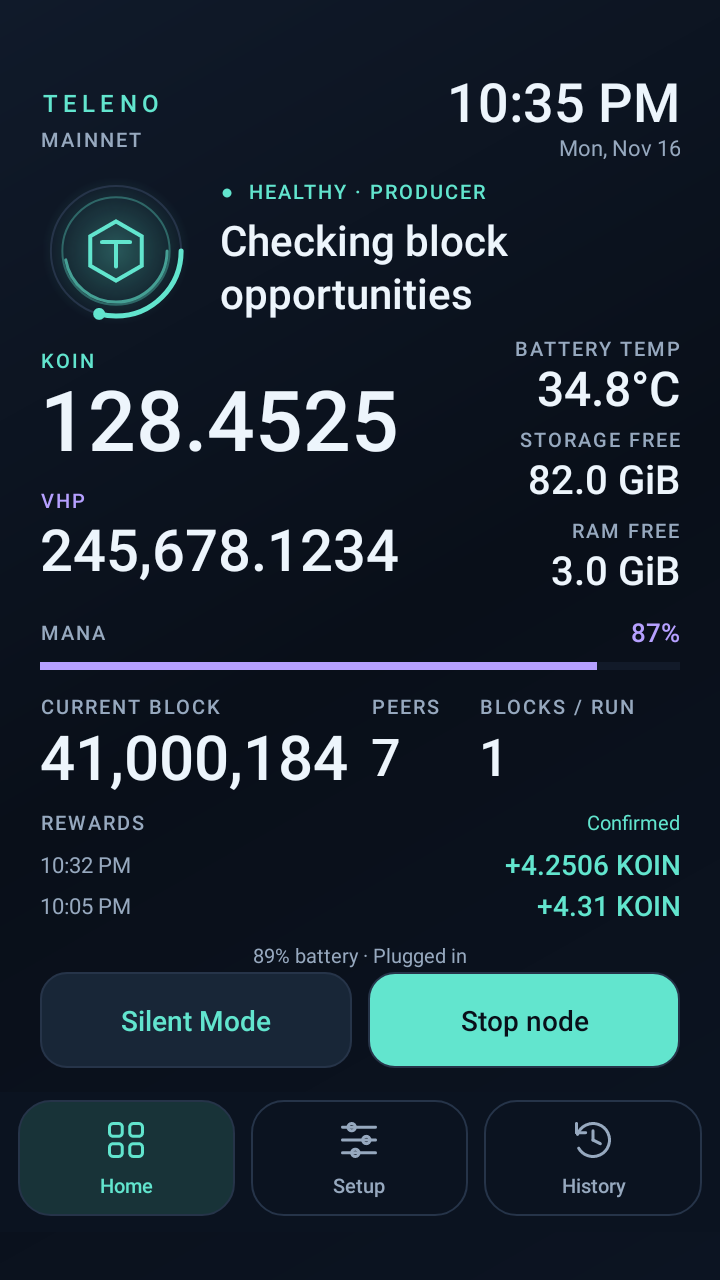 TELENO
MAINNET
10:35 PM
Mon, Nov 16
• HEALTHY · PRODUCER
Checking block
opportunities
KOIN
128.4525
VHP
245,678.1234
BATTERY TEMP
34.8°C
STORAGE FREE
82.0 GiB
RAM FREE
3.0 GiB
MANA
87%
CURRENT BLOCK
41,000,184
PEERS
7
BLOCKS / RUN
1
REWARDS
Confirmed
10:32 PM
+4.2506 KOIN
10:05 PM
+4.31 KOIN
89% battery · Plugged in
Silent Mode
Stop node
Home
Setup
History